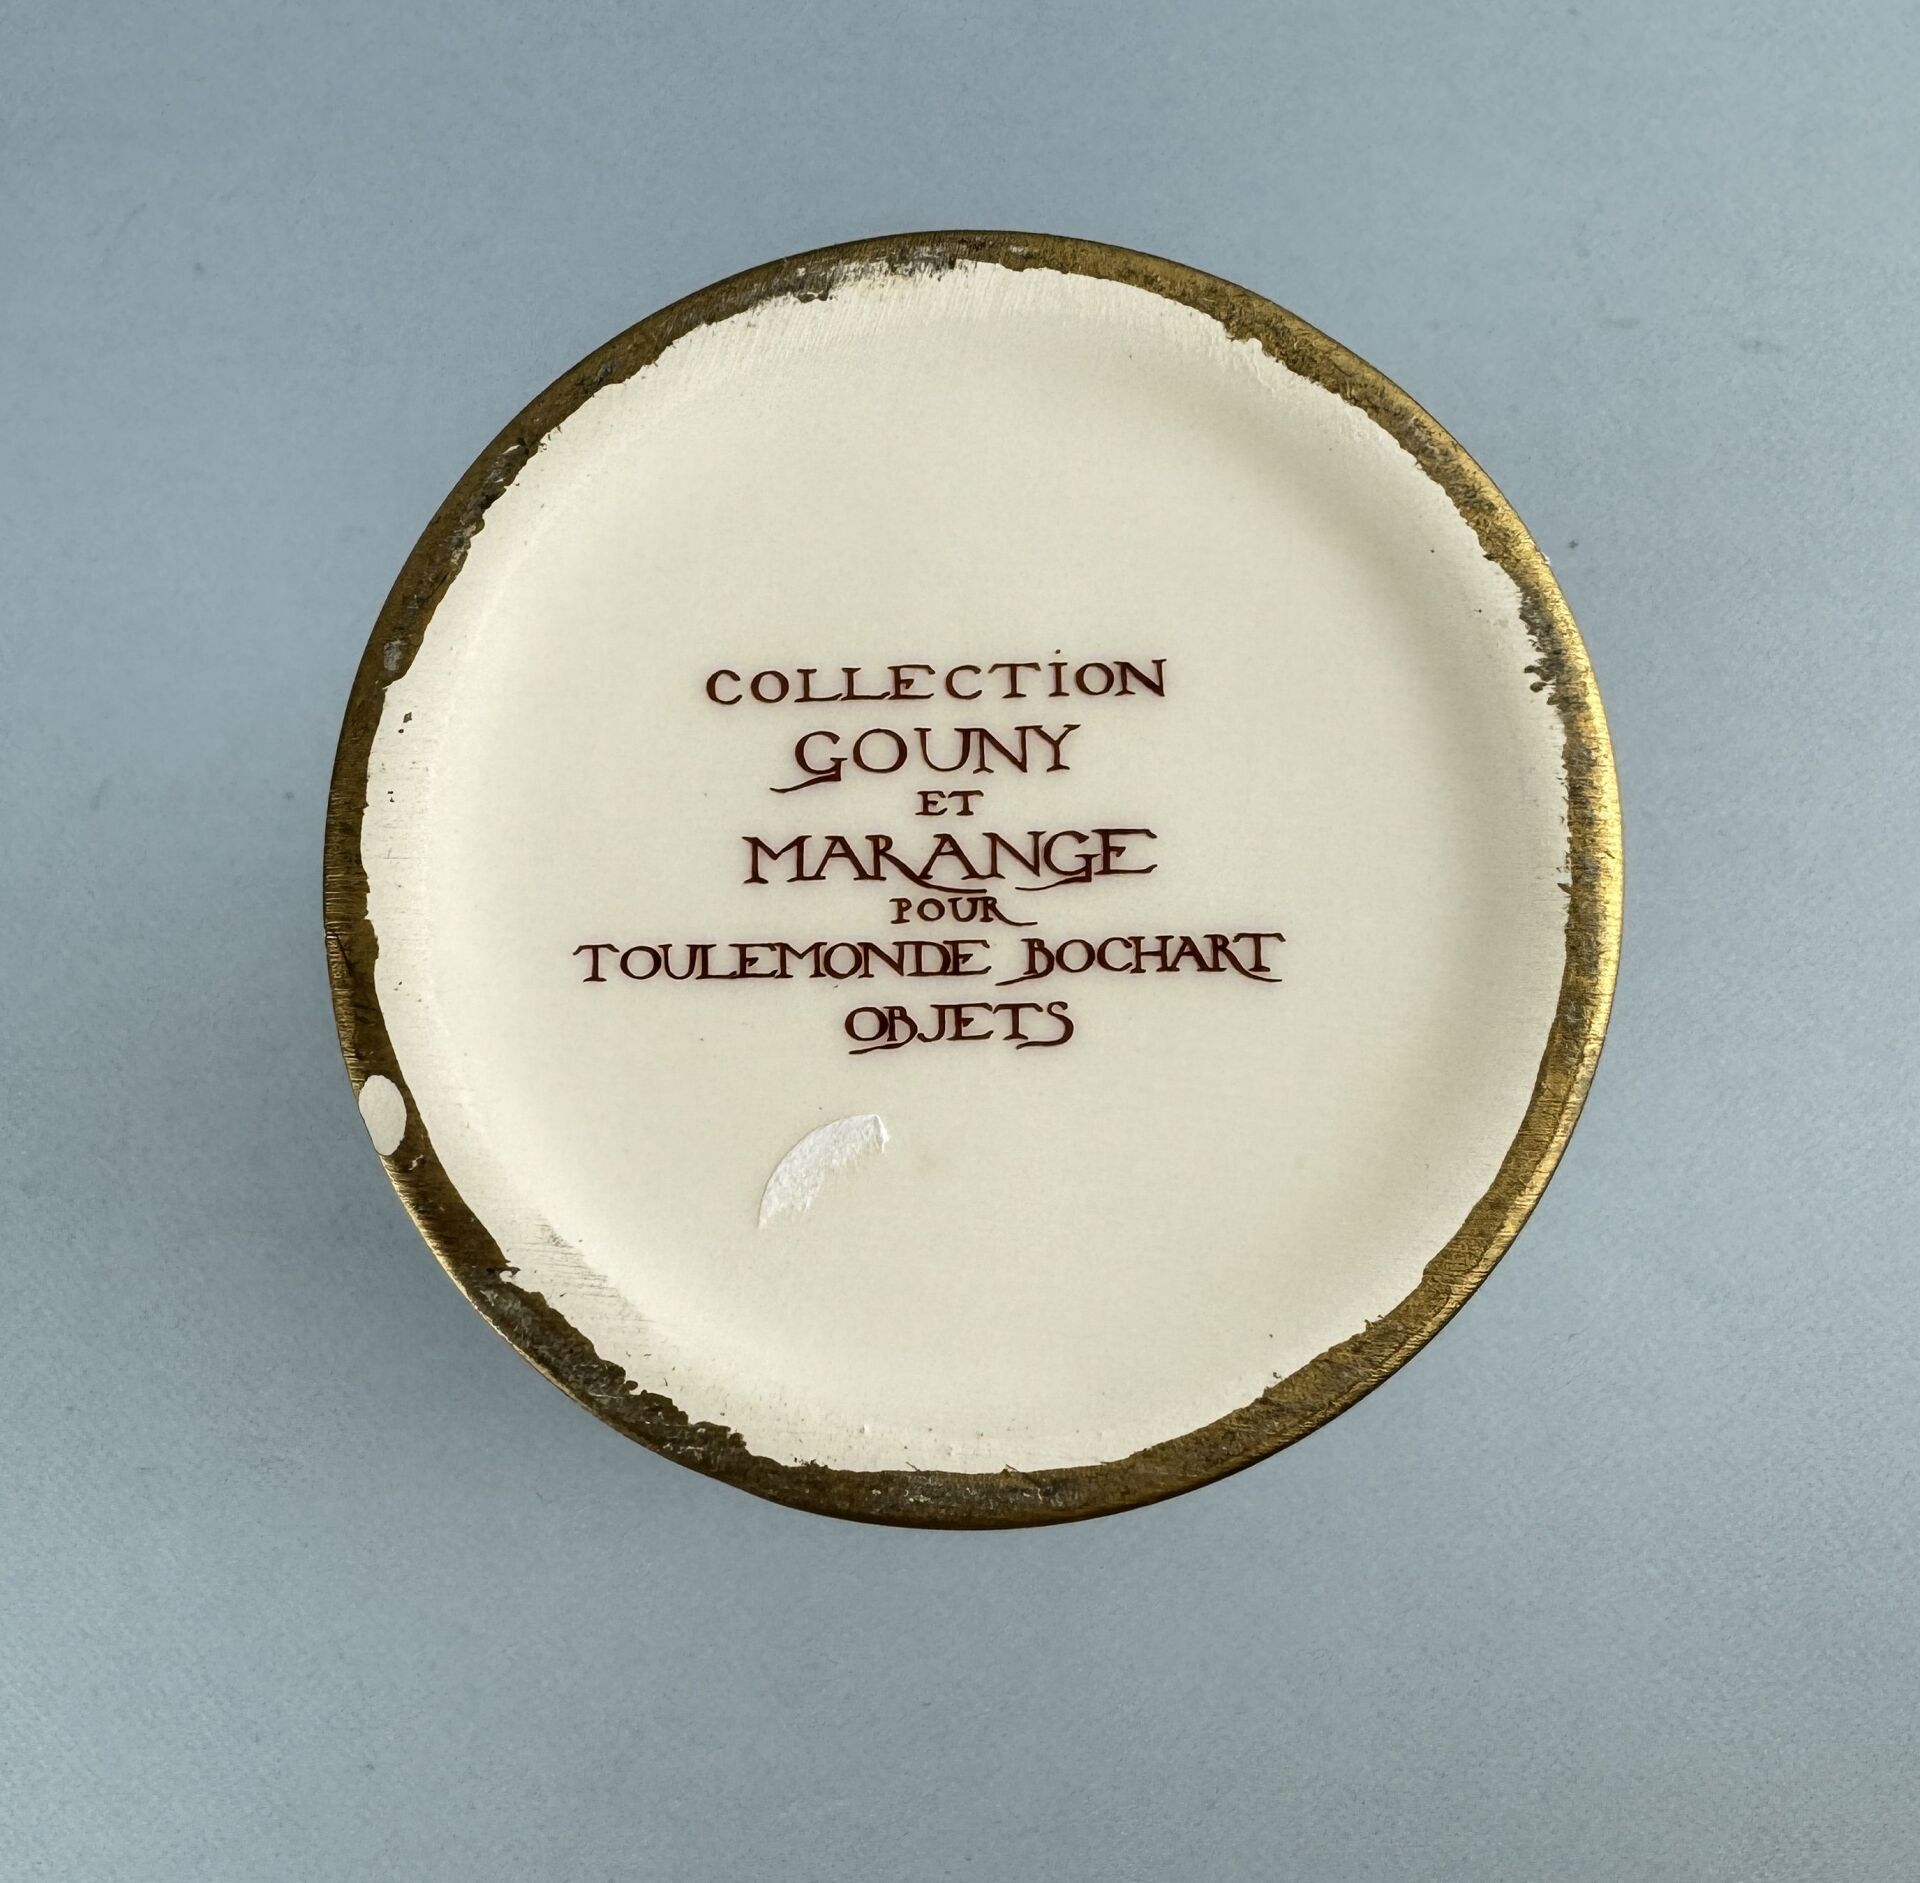 COLLECTiON
GOUNY
ET
MARANGE
POUR
TOULEMONDE BOCHART
OBJETS